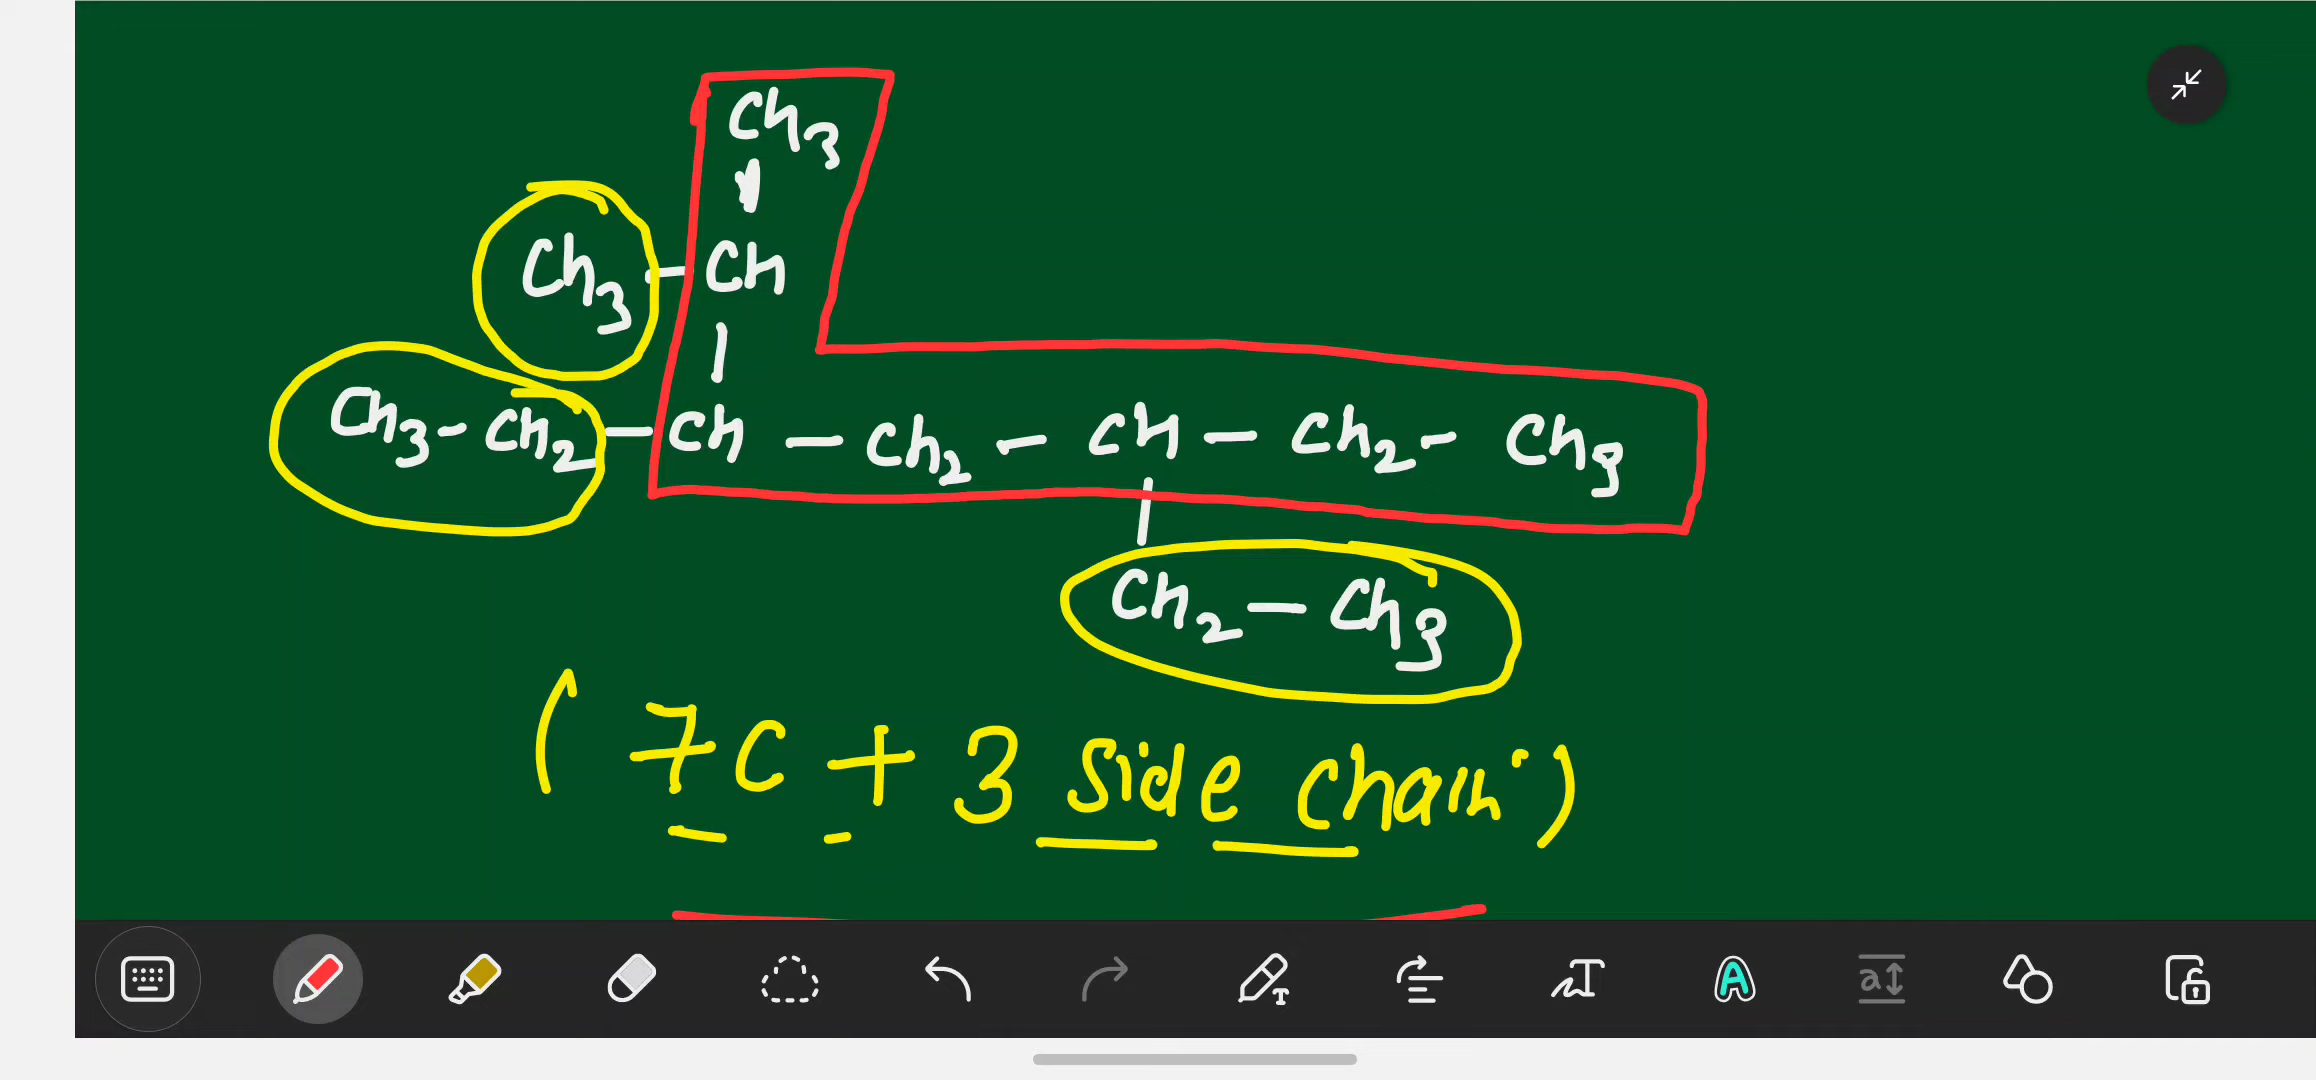 Ch3
Ch3 - Ch
Ch3 - Ch2 - Ch - Ch2 - CH - Ch2 - Ch3
Ch2 - Ch3
( 7C + 3 side chain )